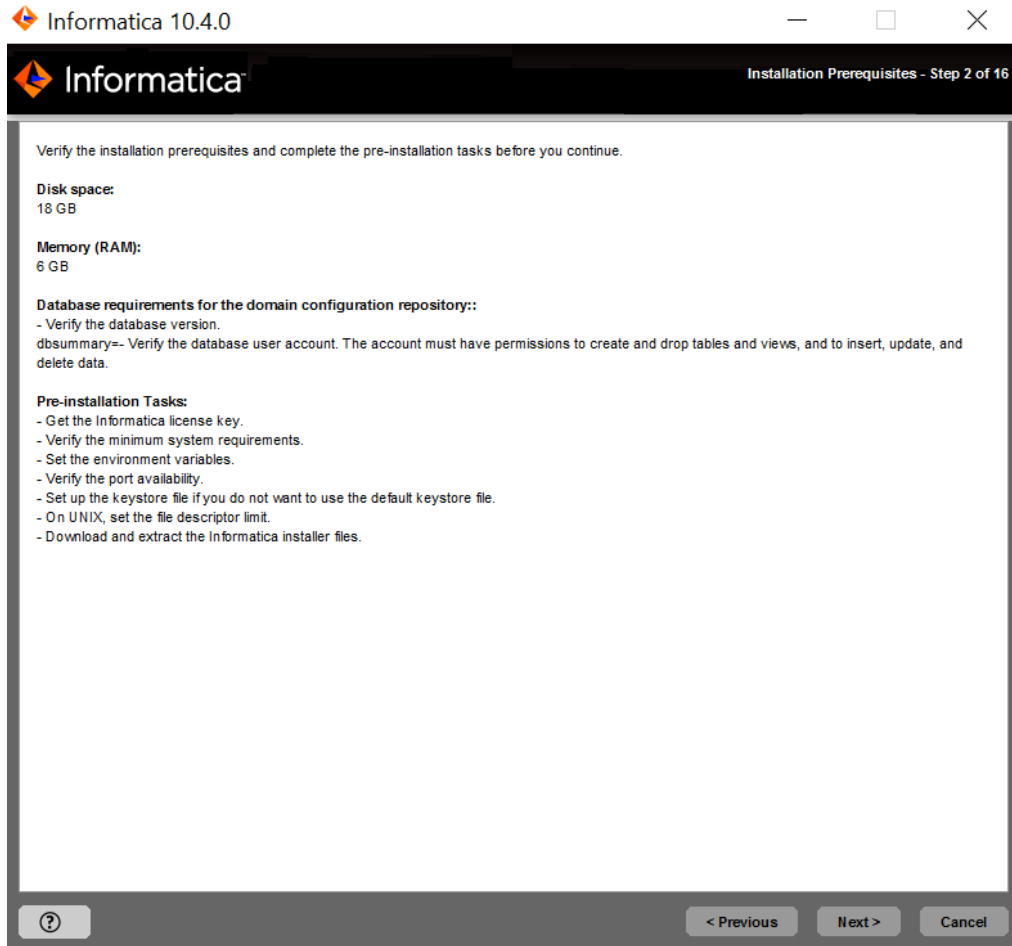 Informatica 10.4.0
Informatica
Installation Prerequisites - Step 2 of 16
Verify the installation prerequisites and complete the pre-installation tasks before you continue.
Disk space:
18 GB
Memory (RAM):
6 GB
Database requirements for the domain configuration repository::
- Verify the database version.
dbsummary=- Verify the database user account. The account must have permissions to create and drop tables and views, and to insert, update, and
delete data.
Pre-installation Tasks:
- Get the Informatica license key.
- Verify the minimum system requirements.
- Set the environment variables.
- Verify the port availability.
- Set up the keystore file if you do not want to use the default keystore file.
- On UNIX, set the file descriptor limit.
- Download and extract the Informatica installer files.
?
< Previous
Next >
Cancel